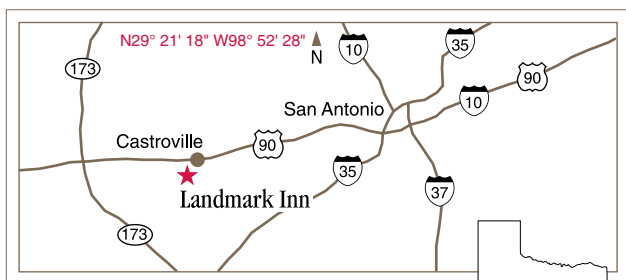 N29° 21' 18" W98° 52' 28"
N
10
35
173
90
San Antonio
10
Castroville
90
35
37
Landmark Inn
173